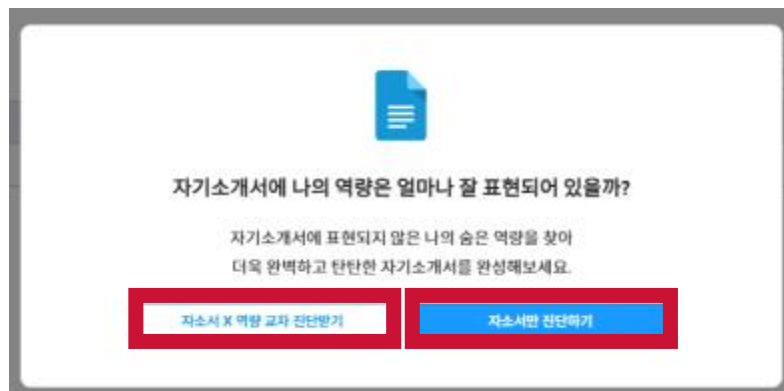 자기소개서에 나의 역량은 얼마나 잘 표현되어 있을까?
자기소개서에 표현되지 않은 나의 숨은 역량을 찾아
더욱 완벽하고 탄탄한 자기소개서를 완성해보세요.
자소서 X 역량 교차 진단받기
자소서만 진단하기